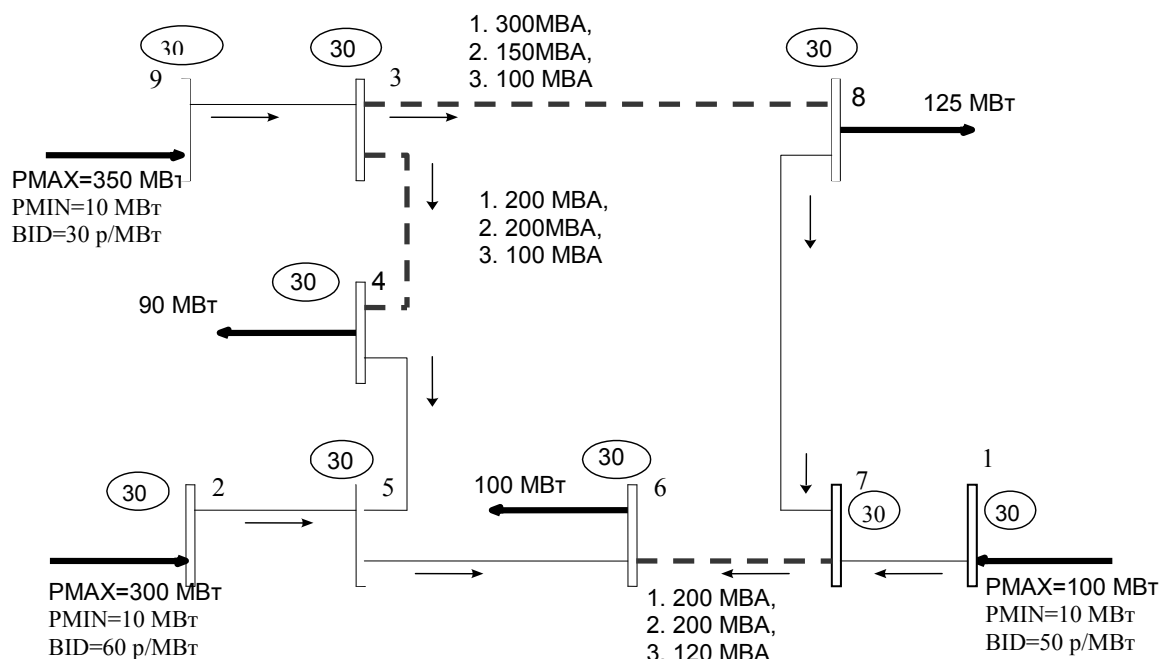 30
30
1. 300MBA,
2. 150MBA,
3. 100 MBA
30
9
3
8
125 МВт
PMAX=350 МВт
PMIN=10 МВт
BID=30 р/МВт
1. 200 MBA,
2. 200MBA,
3. 100 MBA
30
4
90 МВт
30
2
30
5
100 МВт
30
6
7
30
1
30
PMAX=300 МВт
PMIN=10 МВт
BID=60 р/МВт
1. 200 MBA,
2. 200 MBA,
3. 120 MBA
PMAX=100 МВт
PMIN=10 МВт
BID=50 р/МВт